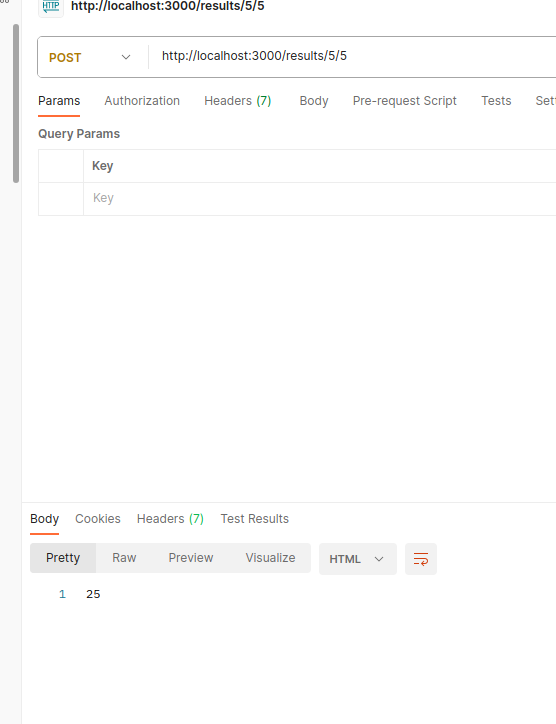 HTTP http://localhost:3000/results/5/5
POST http://localhost:3000/results/5/5
Params Authorization Headers (7) Body Pre-request Script Tests Sett
Query Params
Key
Key
Body Cookies Headers (7) Test Results
Pretty Raw Preview Visualize HTML
1 25